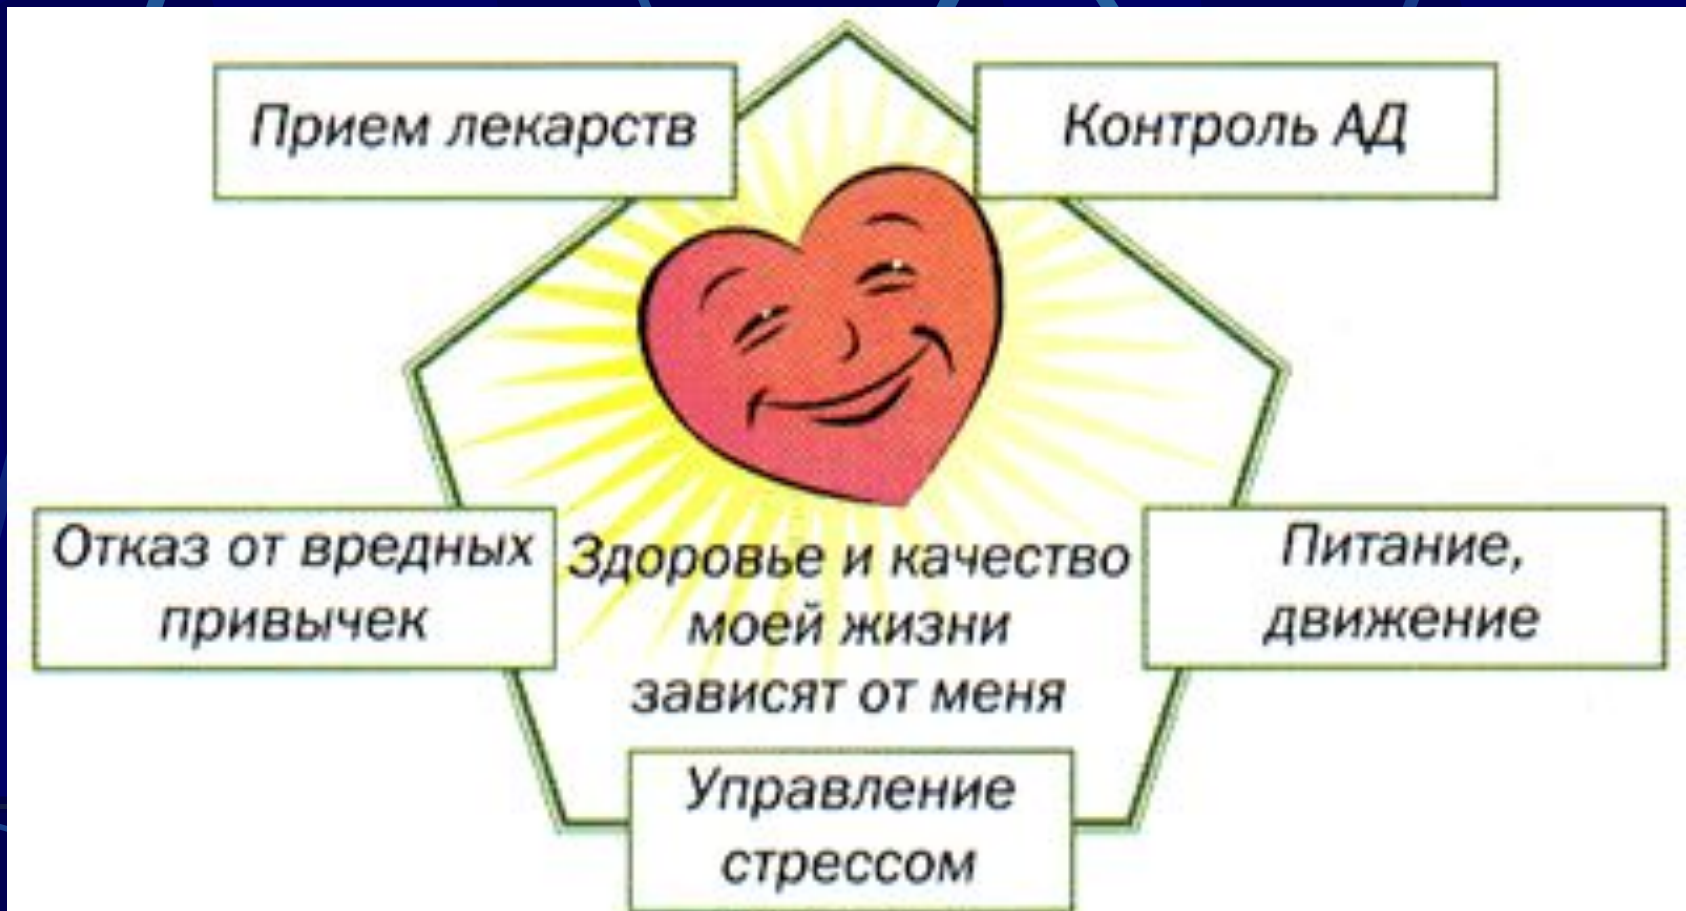 Прием лекарств
Контроль АД
Отказ от вредных
привычек
Здоровье и качество
моей жизни
зависят от меня
Питание,
движение
Управление
стрессом